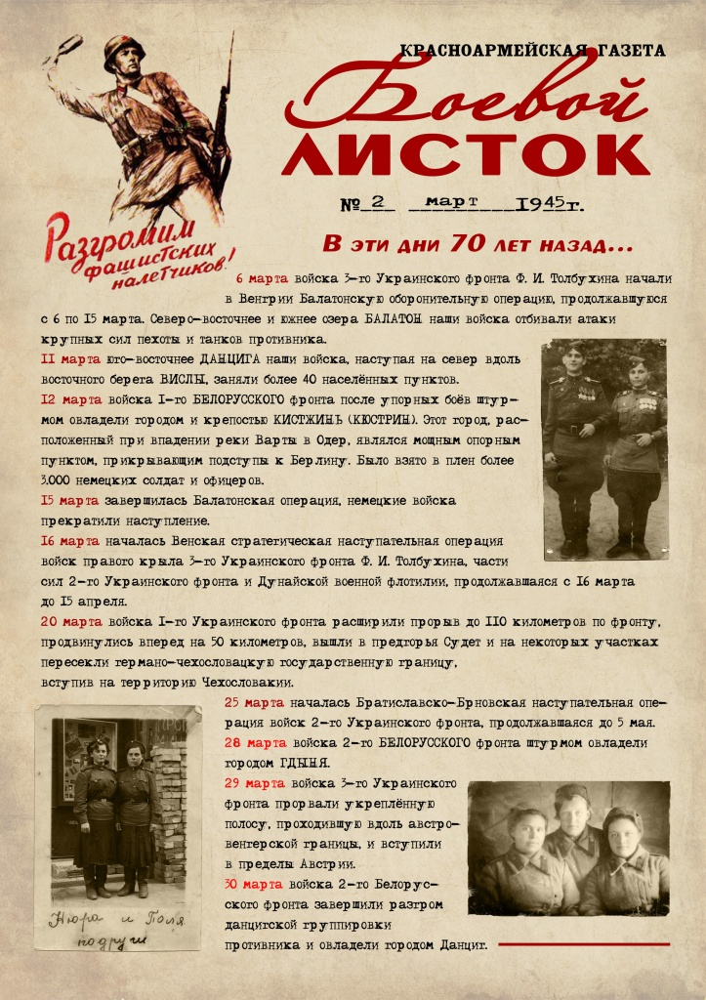 КРАСНОАРМЕЙСКАЯ ГАЗЕТА
Боевой
ЛИСТОК
№ 2 март 1945г.
Разгромим
фашистских
налетчиков!
В ЭТИ ДНИ 70 ЛЕТ НАЗАД...
6 марта войска 3-го Украинского фронта Ф. И. Толбухина начали
в Венгрии Балатонскую оборонительную операцию, продолжавшуюся
с 6 по 15 марта. Северо-восточнее и южнее озера БАЛАТОН наши войска отбивали атаки
крупных сил пехоты и танков противника.
11 марта юго-восточнее ДАНЦИГА наши войска, наступая на север вдоль
восточного берега ВИСЛЫ, заняли более 40 населённых пунктов.
12 марта войска 1-го БЕЛОРУССКОГО фронта после упорных боёв штур-
мом овладели городом и крепостью КИСТЖИНЬ (КЮСТРИН). Этот город, рас-
положенный при впадении реки Варты в Одер, являлся мощным опорным
пунктом, прикрывающим подступы к Берлину. Было взято в плен более
3.000 немецких солдат и офицеров.
15 марта завершилась Балатонская операция, немецкие войска
прекратили наступление.
16 марта началась Венская стратегическая наступательная операция
войск правого крыла 3-го Украинского фронта Ф. И. Толбухина, части
сил 2-го Украинского фронта и Дунайской военной флотилии, продолжавшаяся с 16 марта
до 15 апреля.
20 марта войска 1-го Украинского фронта расширили прорыв до 110 километров по фронту,
продвинулись вперед на 50 километров, вышли в предгорья Судет и на некоторых участках
пересекли германо-чехословацкую государственную границу,
вступив на территорию Чехословакии.
25 марта началась Братиславско-Брновская наступательная опе-
рация войск 2-го Украинского фронта, продолжавшаяся до 5 мая.
28 марта войска 2-го БЕЛОРУССКОГО фронта штурмом овладели
городом ГДЫНЯ.
29 марта войска 3-го Украинского
фронта прорвали укреплённую
полосу, проходившую вдоль австро-
венгерской границы, и вступили
в пределы Австрии.
30 марта войска 2-го Белорус-
ского фронта завершили разгром
данцигской группировки
противника и овладели городом Данциг.
Нюра и Поля
подруги